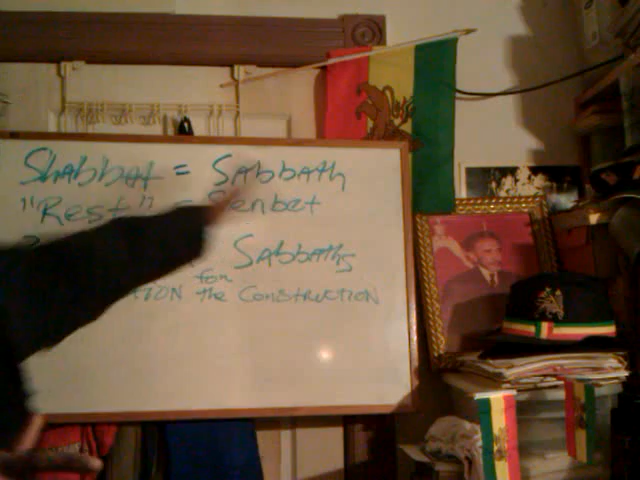 Shabbat = Sabbath
"Rest" = Senbet
Sabbaths
for
the CONSTRUCTION